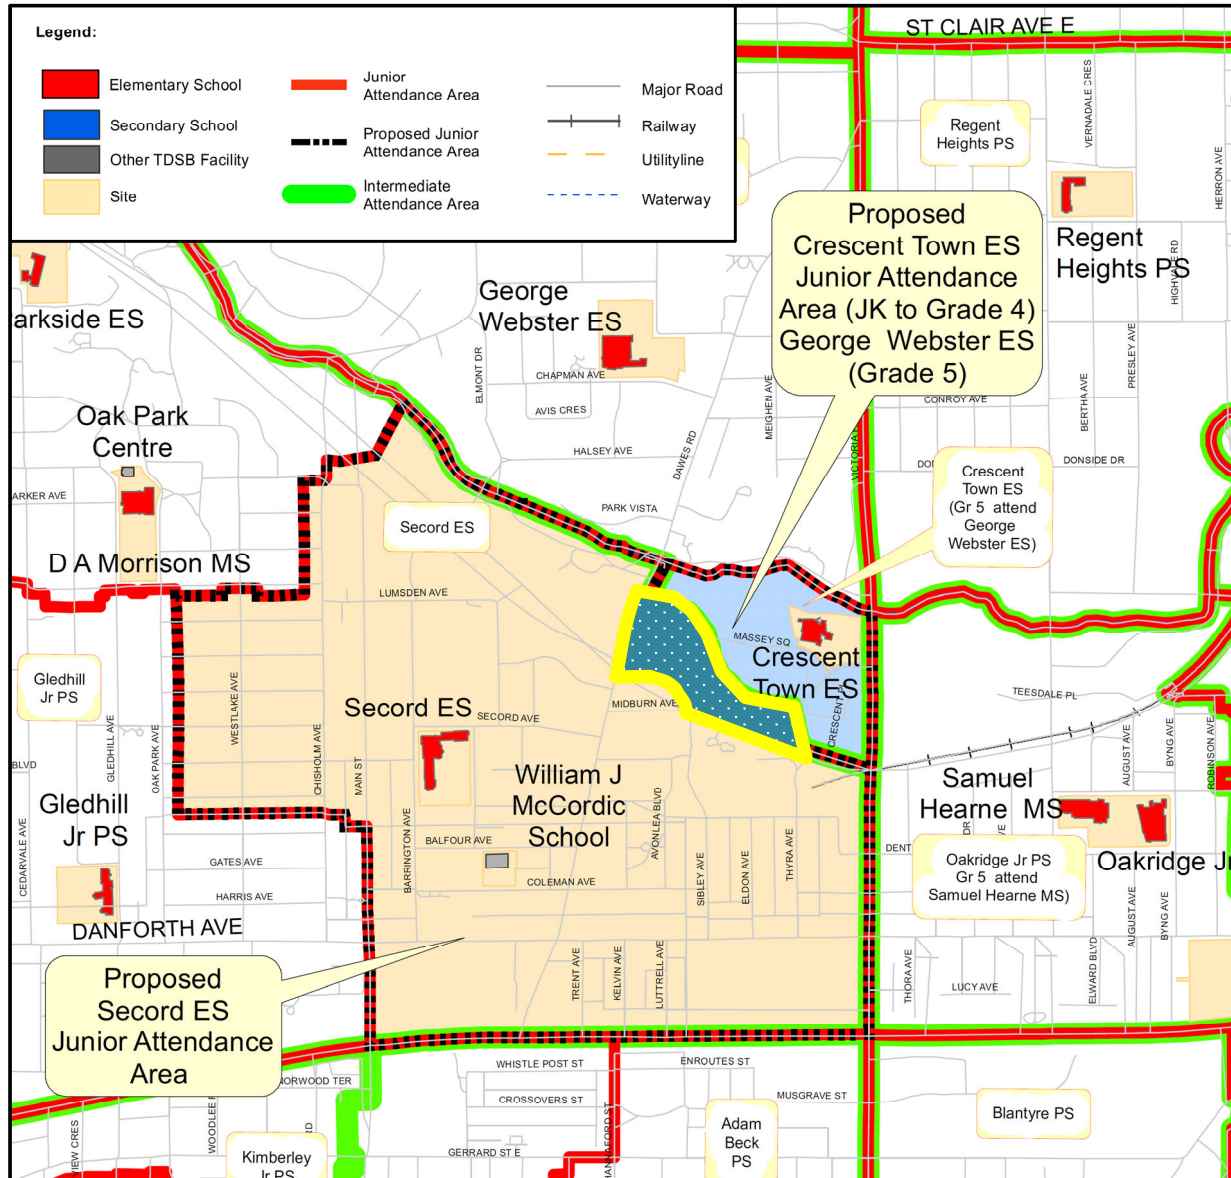 Legend:
Elementary School
Secondary School
Other TDSB Facility
Site
Junior
Attendance Area
Proposed Junior
Attendance Area
Intermediate
Attendance Area
Major Road
Railway
Utilityline
Waterway
ST CLAIR AVE E
VERNADALE CRES
HERRON AVE
Regent
Heights PS
Regent
Heights PS
HIGHVALE RD
PRESLEY AVE
Proposed
Crescent Town ES
Junior Attendance
Area (JK to Grade 4)
George Webster ES
(Grade 5)
George
Webster ES
arkside ES
ELMONT DR
CHAPMAN AVE
AVIS CRES
MEIGHEN AVE
HALSEY AVE
DAWES RD
PARK VISTA
CONROY AVE
BERTHA AVE
DONSIDE DR
Crescent
Town ES
(Gr 5 attend
George
Webster ES)
Oak Park
Centre
ARKER AVE
D A Morrison MS
Secord ES
LUMSDEN AVE
MASSEY SQ
Crescent
Town ES
TEESDALE PL
Gledhill
Jr PS
GLEDHILL AVE
OAK PARK AVE
WESTLAKE AVE
CHISHOLM AVE
MAIN ST
Secord ES
SECORD AVE
MIDBURN AVE
BLVD
Gledhill
Jr PS
CEDARVALE AVE
GATES AVE
HARRIS AVE
DANFORTH AVE
BARRINGTON AVE
BALFOUR AVE
COLEMAN AVE
William J
McCordic
School
AVONLEA BLVD
SIBLEY AVE
ELDON AVE
THYRA AVE
Samuel
Hearne MS
AUGUST AVE
BYNG AVE
ROBINSON AVE
DENT
DR
Oakridge Jr
Oakridge Jr PS
Gr 5 attend
Samuel Hearne MS)
AUGUST AVE
BYNG AVE
Proposed
Secord ES
Junior Attendance
Area
TRENT AVE
KELVIN AVE
LUTTRELL AVE
THORA AVE
LUCY AVE
ELWARD BLVD
NORWOOD TER
WHISTLE POST ST
CROSSOVERS ST
GERRARD ST E
HANNAFORD ST
ENROUTES ST
MUSGRAVE ST
Adam
Beck
PS
Blantyre PS
Kimberley
Jr PS
VIEW CRES